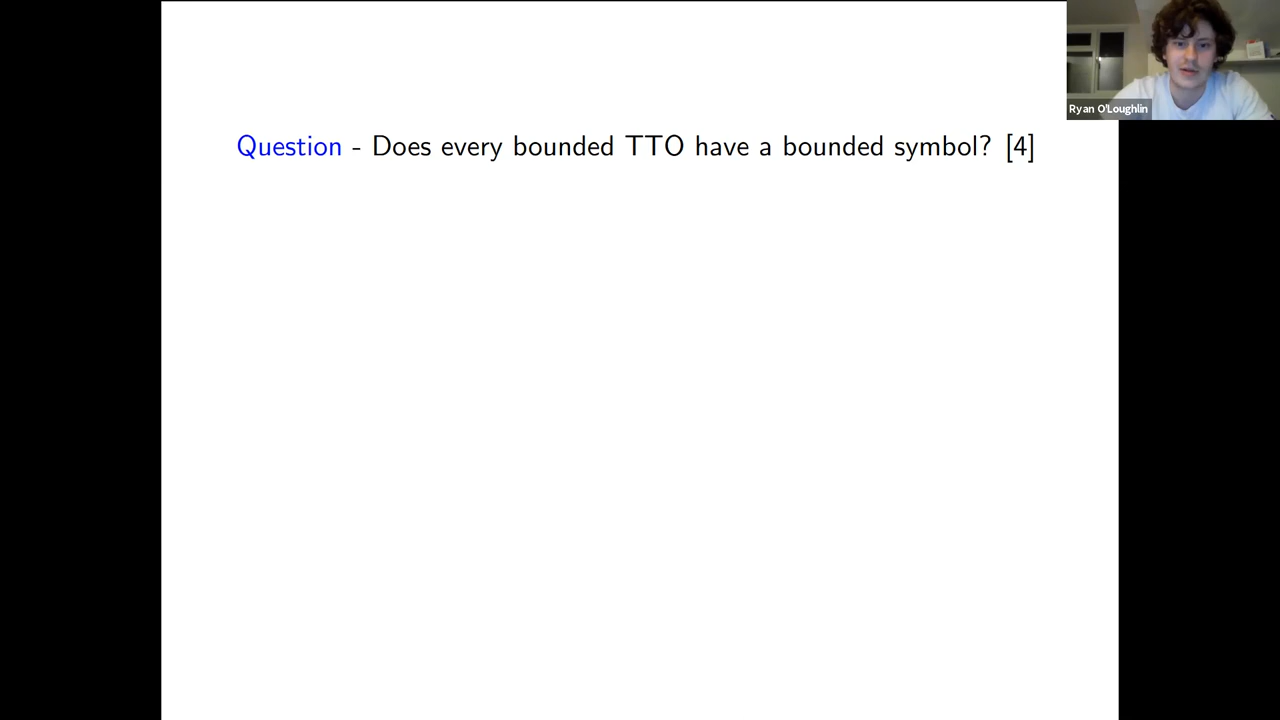 Ryan O'Loughlin
Question - Does every bounded TTO have a bounded symbol? [4]